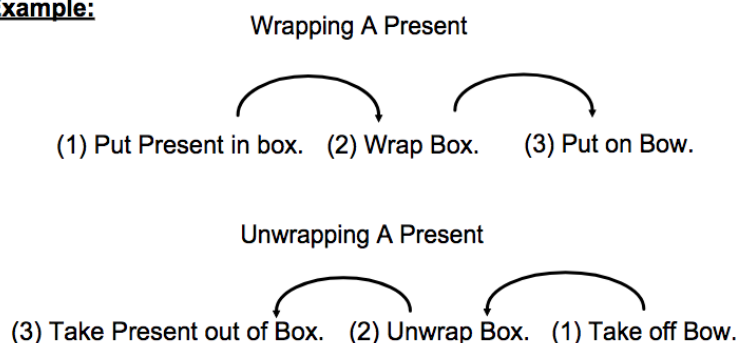 xample:
Wrapping A Present
(1) Put Present in box. (2) Wrap Box. (3) Put on Bow.
Unwrapping A Present
(3) Take Present out of Box. (2) Unwrap Box. (1) Take off Bow.